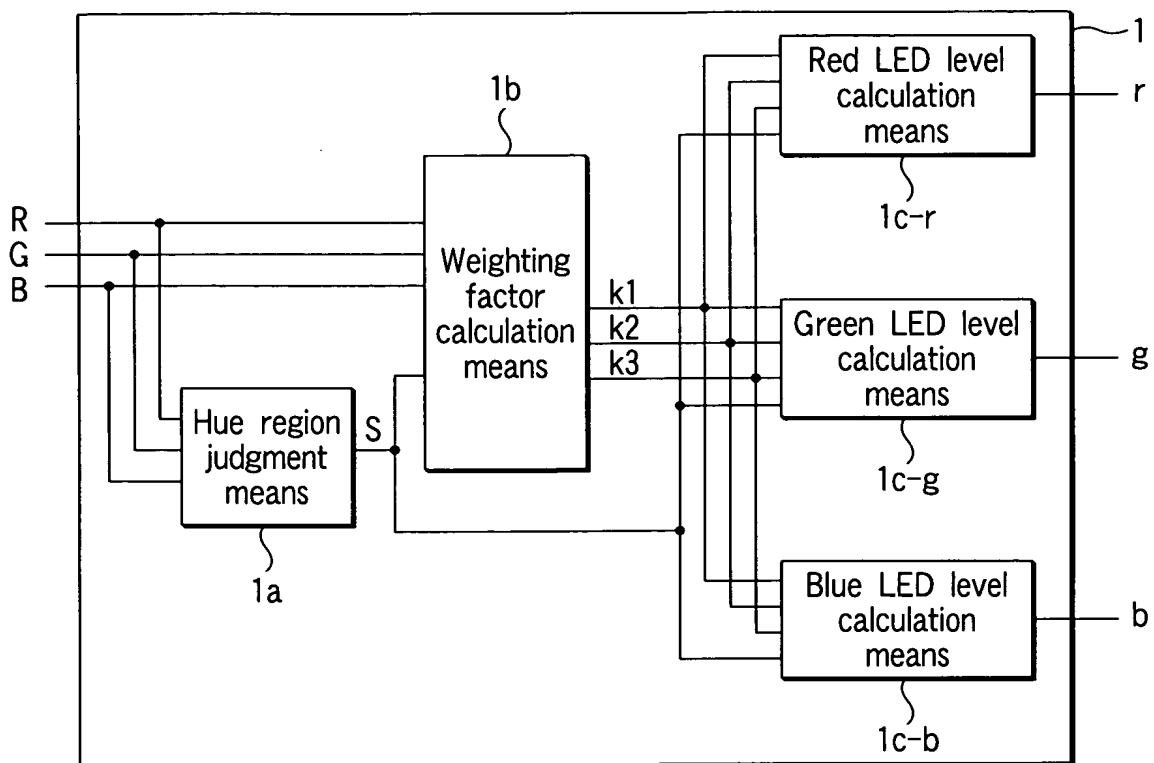 1
Red LED level
calculation
means
r
1c-r
1b
R
G
B
Weighting
factor
calculation
means
k1
k2
k3
Green LED level
calculation
means
g
1c-g
Hue region
judgment
means
S
1a
Blue LED level
calculation
means
b
1c-b